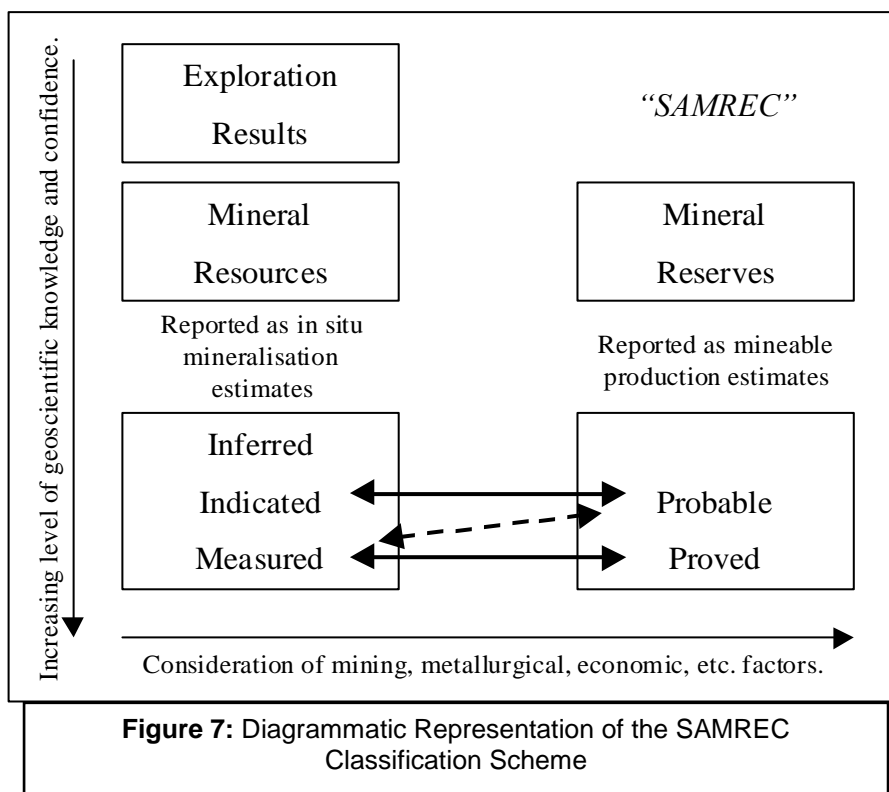 Increasing level of geoscientific knowledge and confidence.
Exploration
Results
“SAMREC”
Mineral
Resources
Mineral
Reserves
Reported as in situ
mineralisation
estimates
Reported as mineable
production estimates
Inferred
Indicated
Measured
Probable
Proved
Consideration of mining, metallurgical, economic, etc. factors.
Figure 7: Diagrammatic Representation of the SAMREC
Classification Scheme